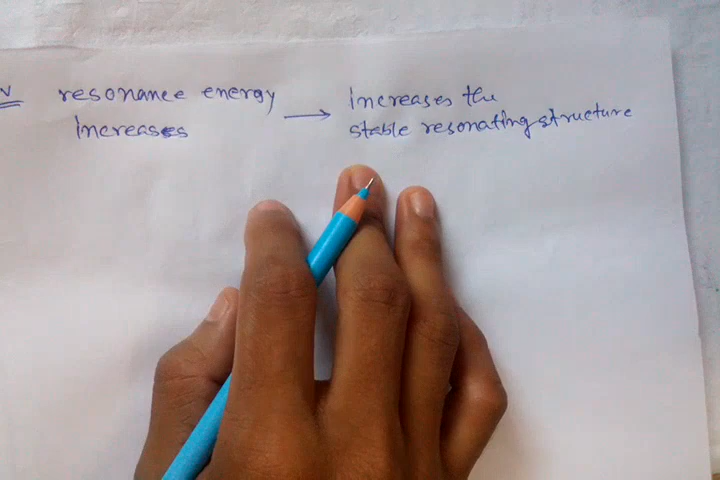 v resonance energy
increases → increases the
stable resonating structure